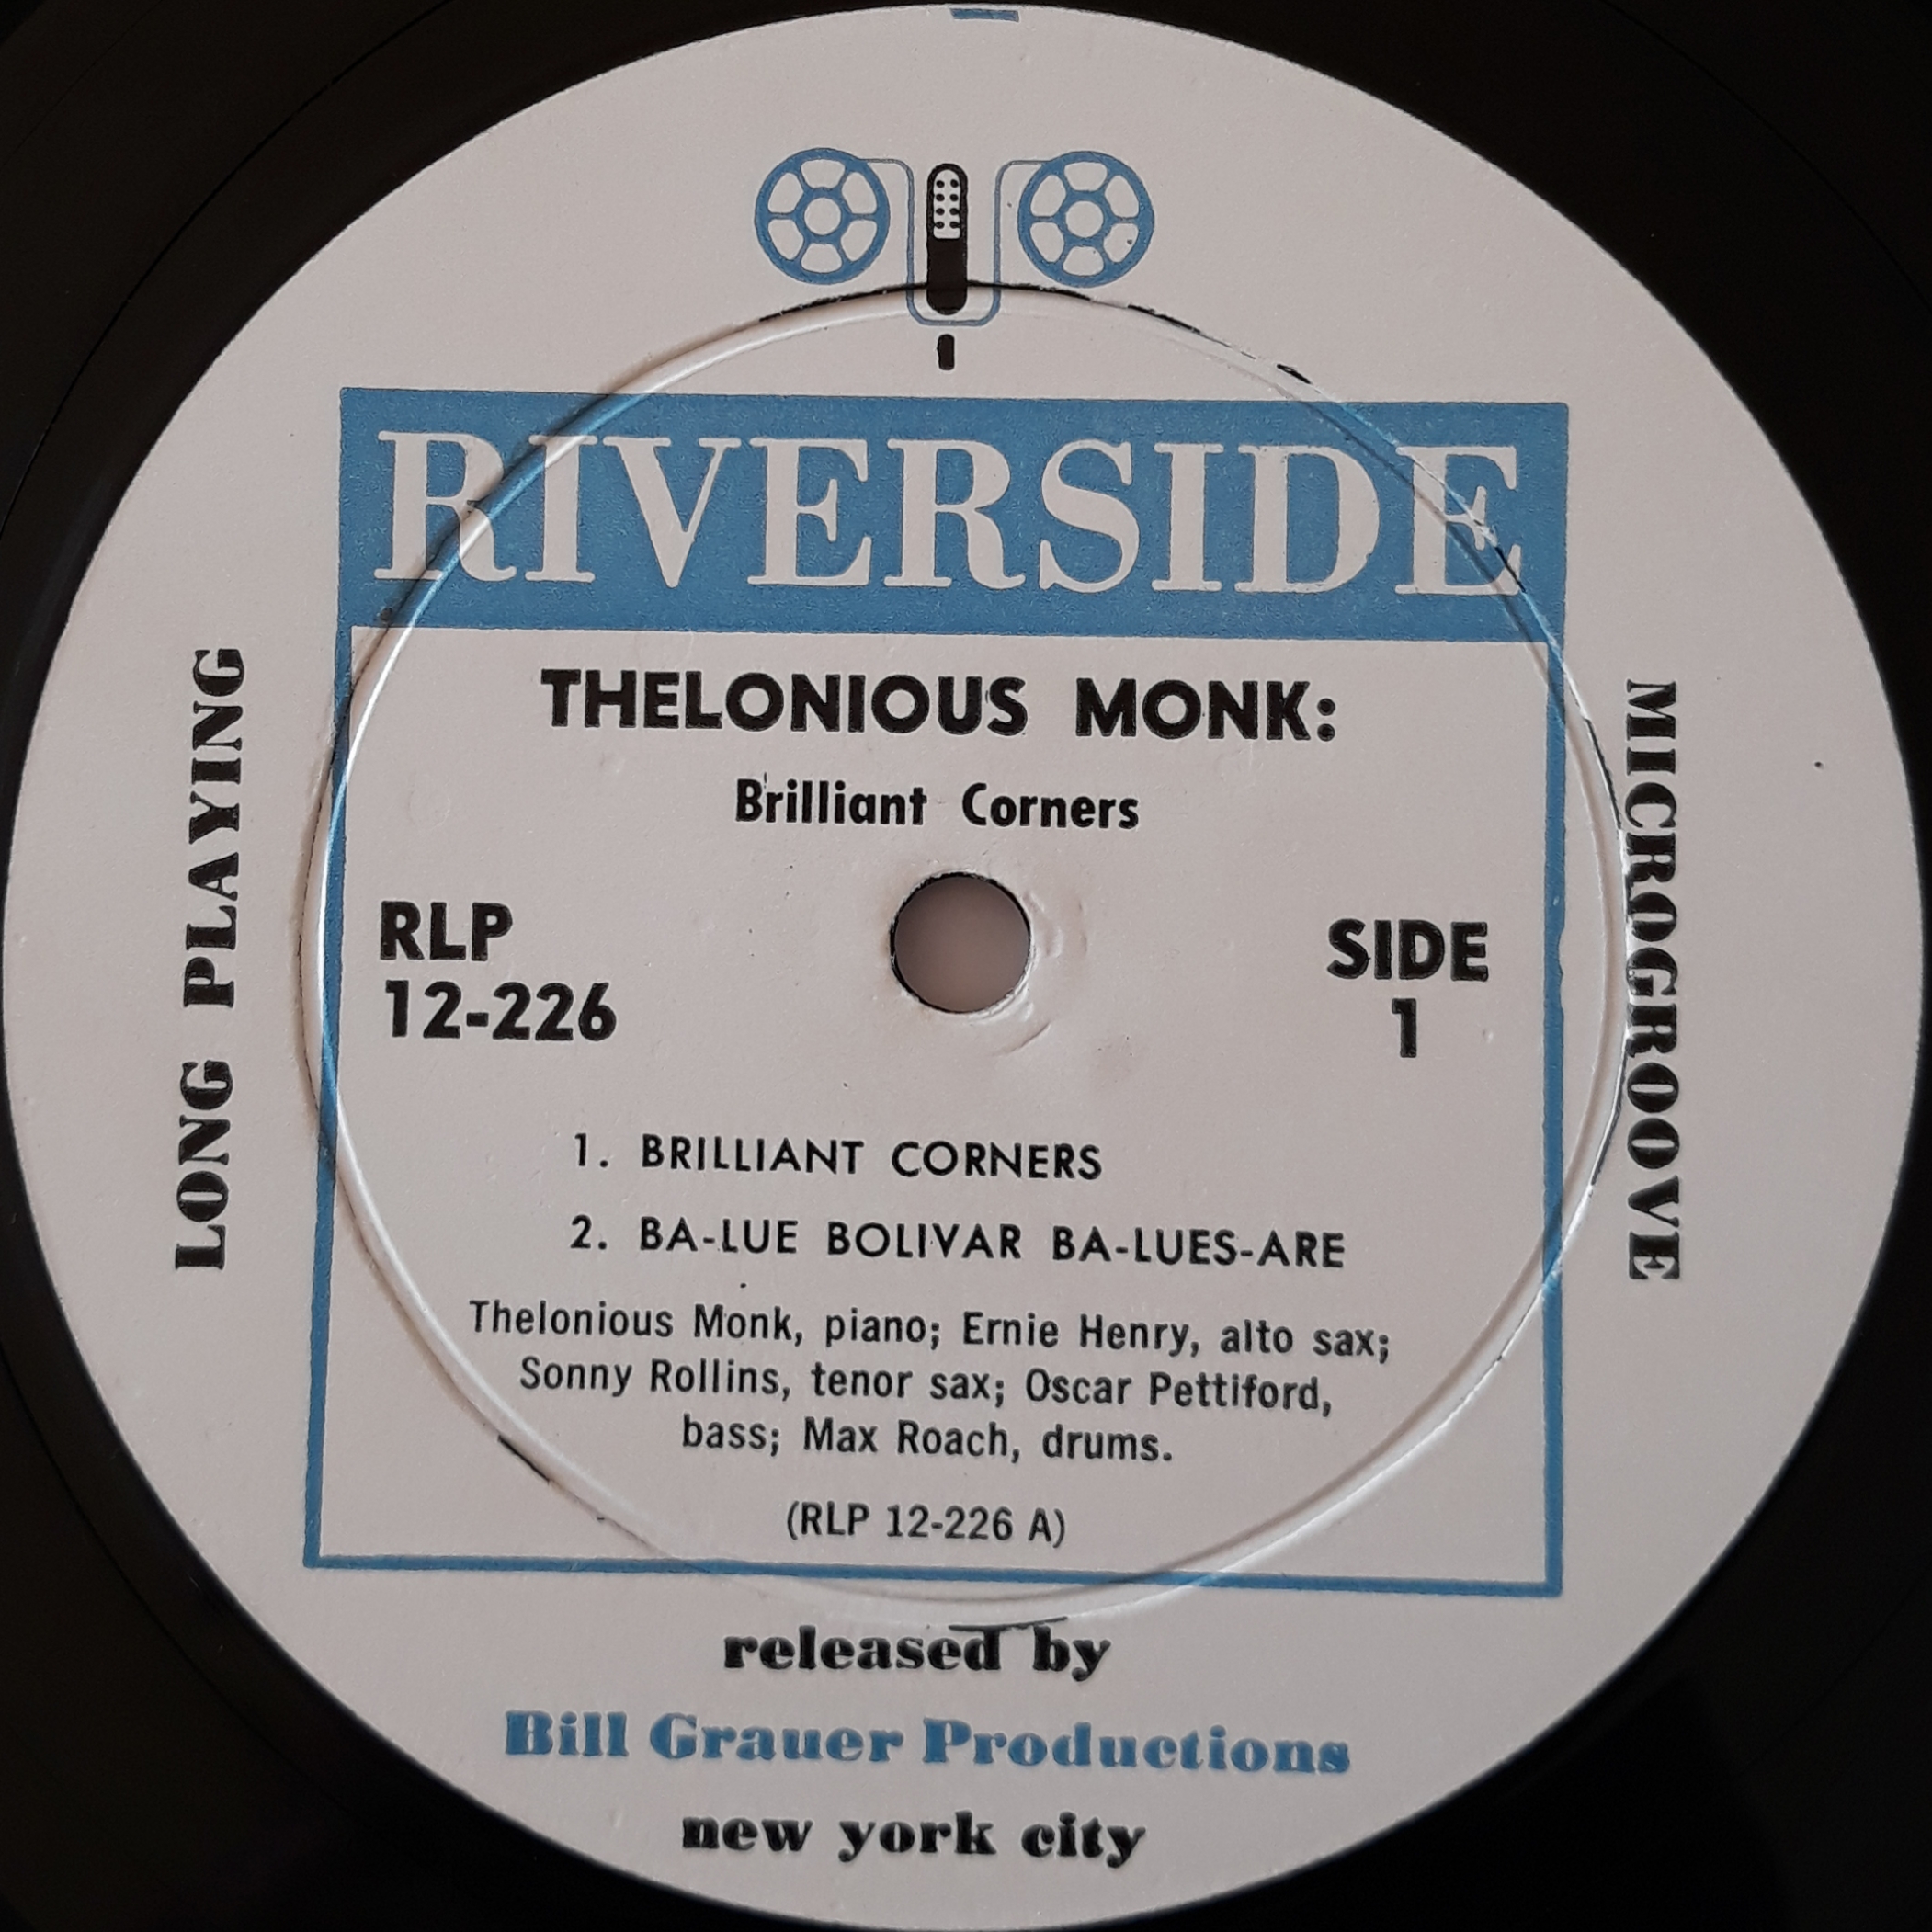 RIVERSIDE
THELONIOUS MONK:
Brilliant Corners
LONG PLAYING
RLP
12-226
SIDE
1
MICROGROOVE
1. BRILLIANT CORNERS
2. BA-LUE BOLIVAR BA-LUES-ARE
Thelonious Monk, piano; Ernie Henry, alto sax;
Sonny Rollins, tenor sax; Oscar Pettiford,
bass; Max Roach, drums.
(RLP 12-226 A)
released by
Bill Grauer Productions
new york city